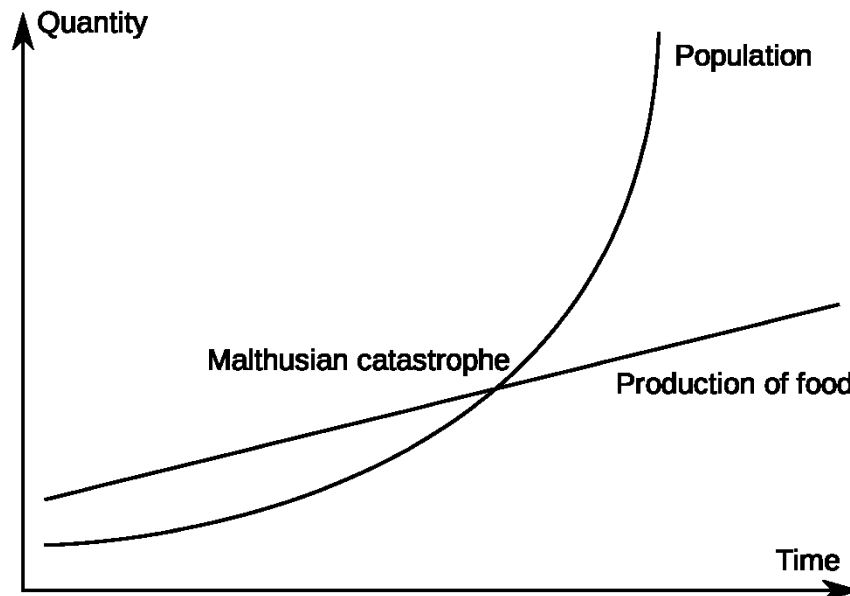 Quantity
Population
Malthusian catastrophe
Production of food
Time